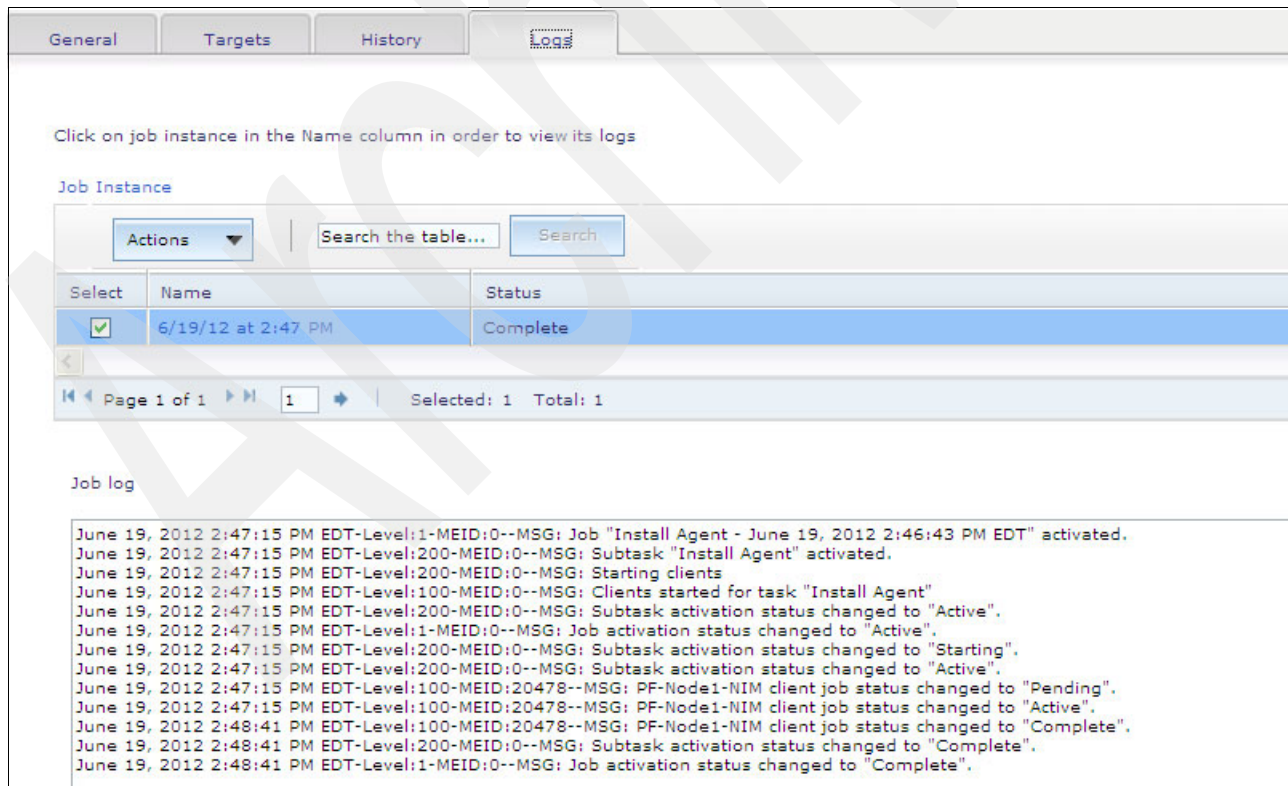 General Targets History Logs
Click on job instance in the Name column in order to view its logs
Job Instance
Actions Search the table... Search
Select Name Status
6/19/12 at 2:47 PM Complete
Page 1 of 1 1 Selected: 1 Total: 1
Job log
June 19, 2012 2:47:15 PM EDT-Level:1-MEID:0--MSG: Job "Install Agent - June 19, 2012 2:46:43 PM EDT" activated.
June 19, 2012 2:47:15 PM EDT-Level:200-MEID:0--MSG: Subtask "Install Agent" activated.
June 19, 2012 2:47:15 PM EDT-Level:200-MEID:0--MSG: Starting clients
June 19, 2012 2:47:15 PM EDT-Level:100-MEID:0--MSG: Clients started for task "Install Agent"
June 19, 2012 2:47:15 PM EDT-Level:200-MEID:0--MSG: Subtask activation status changed to "Active".
June 19, 2012 2:47:15 PM EDT-Level:1-MEID:0--MSG: Job activation status changed to "Active".
June 19, 2012 2:47:15 PM EDT-Level:200-MEID:0--MSG: Subtask activation status changed to "Starting".
June 19, 2012 2:47:15 PM EDT-Level:200-MEID:0--MSG: Subtask activation status changed to "Active".
June 19, 2012 2:47:15 PM EDT-Level:100-MEID:20478--MSG: PF-Node1-NIM client job status changed to "Pending".
June 19, 2012 2:47:15 PM EDT-Level:100-MEID:20478--MSG: PF-Node1-NIM client job status changed to "Active".
June 19, 2012 2:48:41 PM EDT-Level:100-MEID:20478--MSG: PF-Node1-NIM client job status changed to "Complete".
June 19, 2012 2:48:41 PM EDT-Level:200-MEID:0--MSG: Subtask activation status changed to "Complete".
June 19, 2012 2:48:41 PM EDT-Level:1-MEID:0--MSG: Job activation status changed to "Complete".